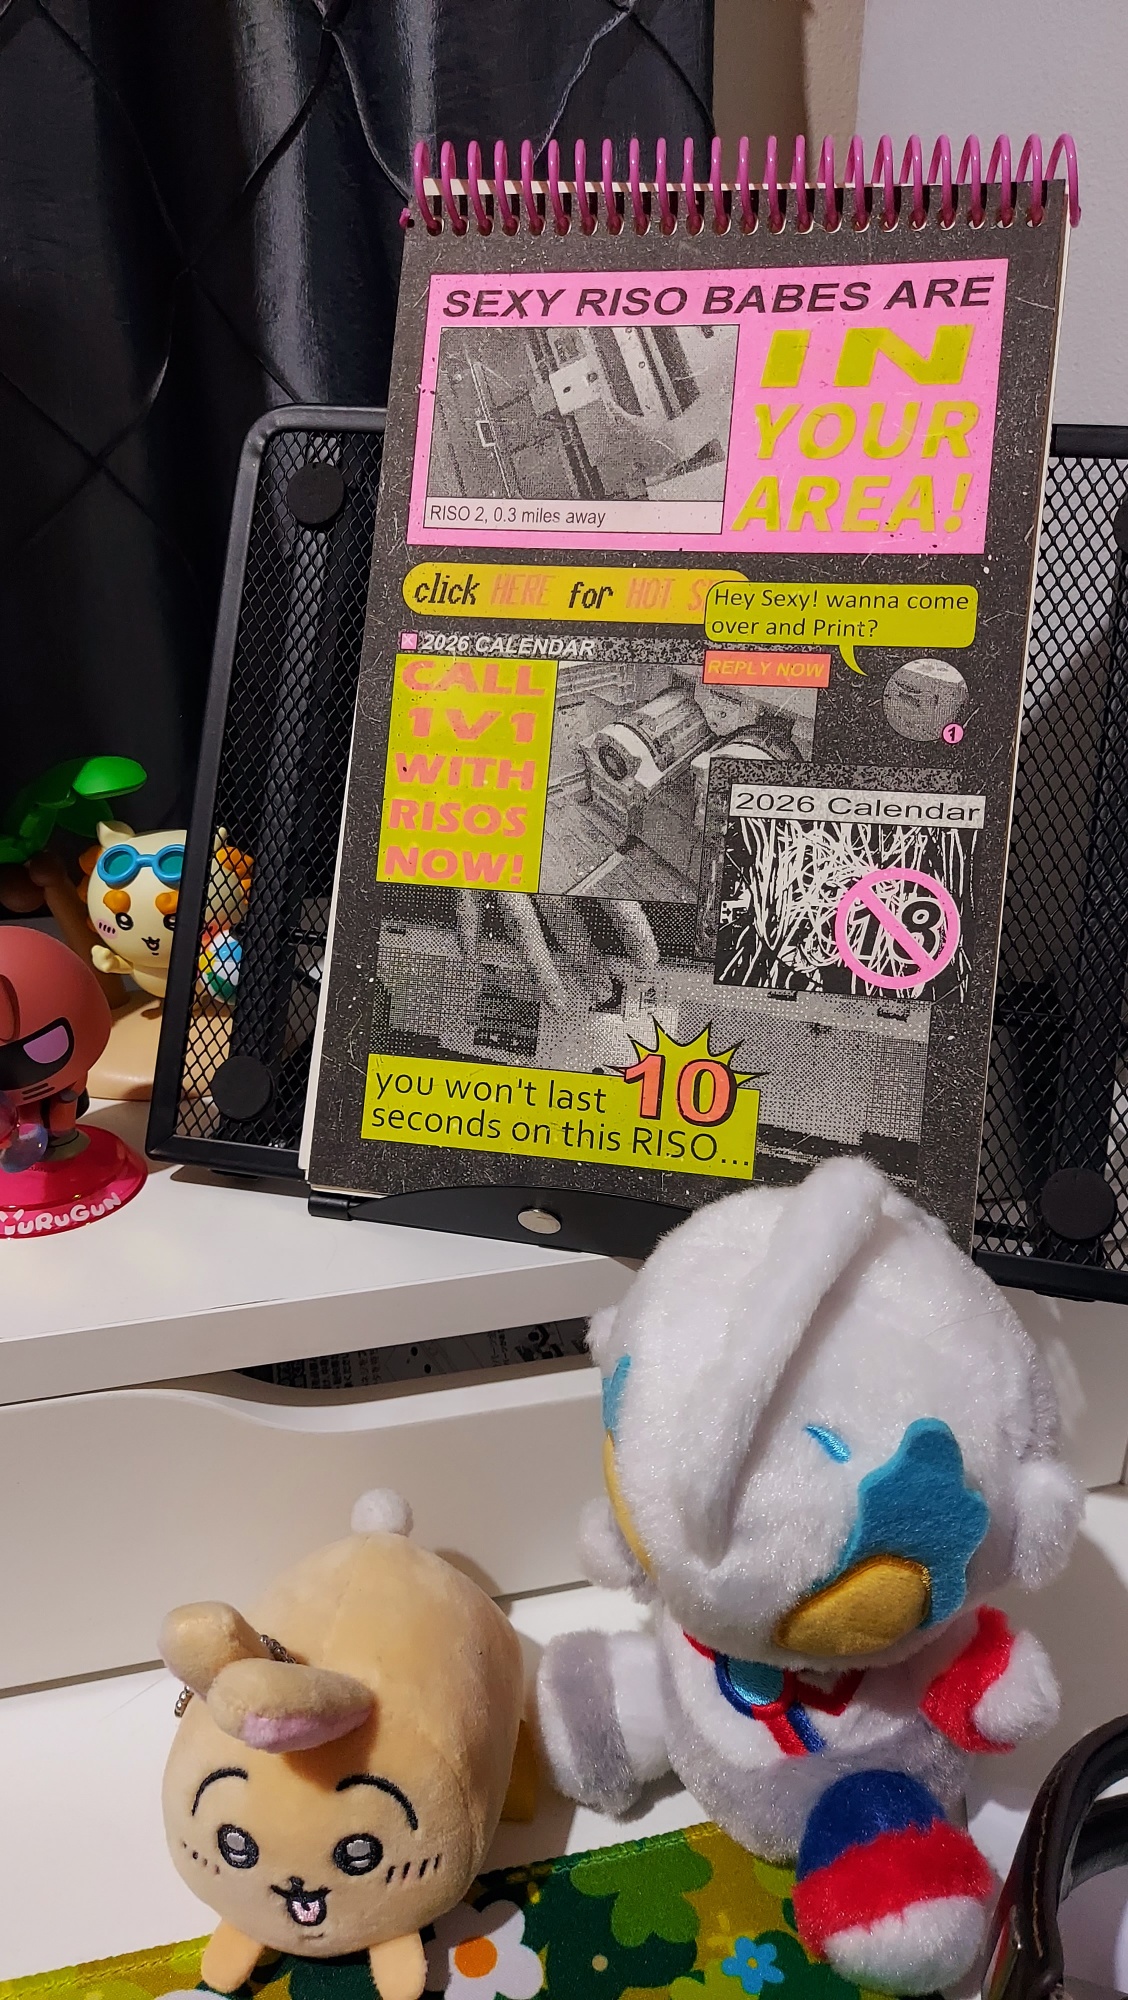 SEXY RISO BABES ARE
IN
YOUR
AREA!
RISO 2, 0.3 miles away
click HERE for HOT
Hey Sexy! wanna come
over and Print?
2026 CALENDAR
REPLY NOW
CALL
1V1
WITH
RISOS
NOW!
1
2026 Calendar
18
you won't last 10
seconds on this RISO...
YURUGUN